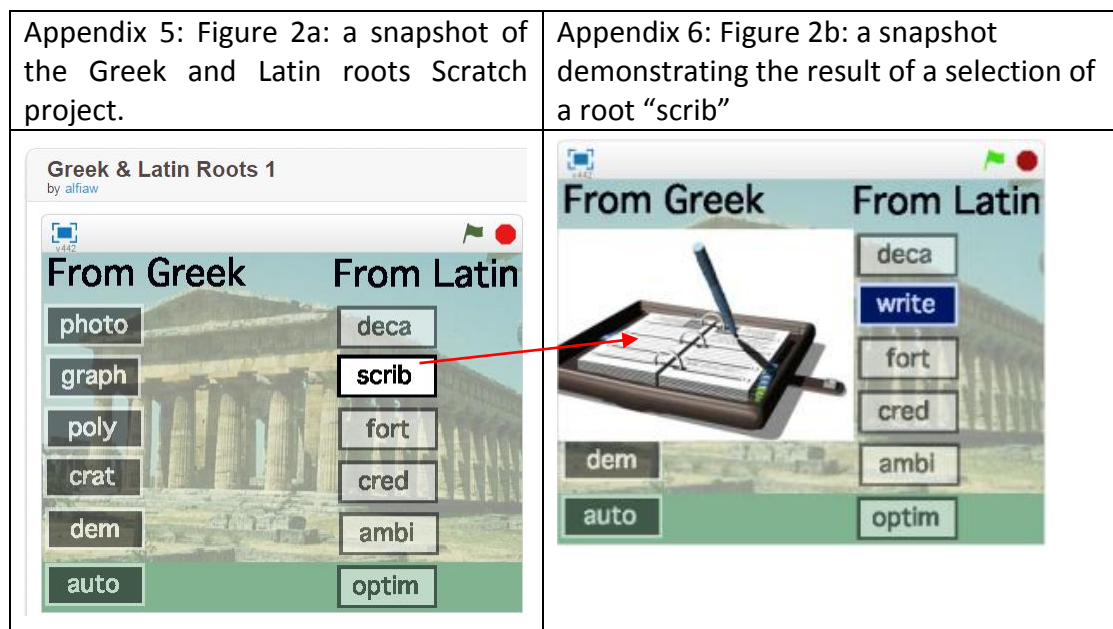 Appendix 5: Figure 2a: a snapshot of
the Greek and Latin roots Scratch
project.
Appendix 6: Figure 2b: a snapshot
demonstrating the result of a selection of
a root “scrib”
Greek & Latin Roots 1
by alfiaw
v442
From Greek
From Latin
photo
deca
graph
scrib
poly
fort
crat
cred
dem
ambi
auto
optim
v442
From Greek
From Latin
deca
write
fort
cred
dem
ambi
auto
optim